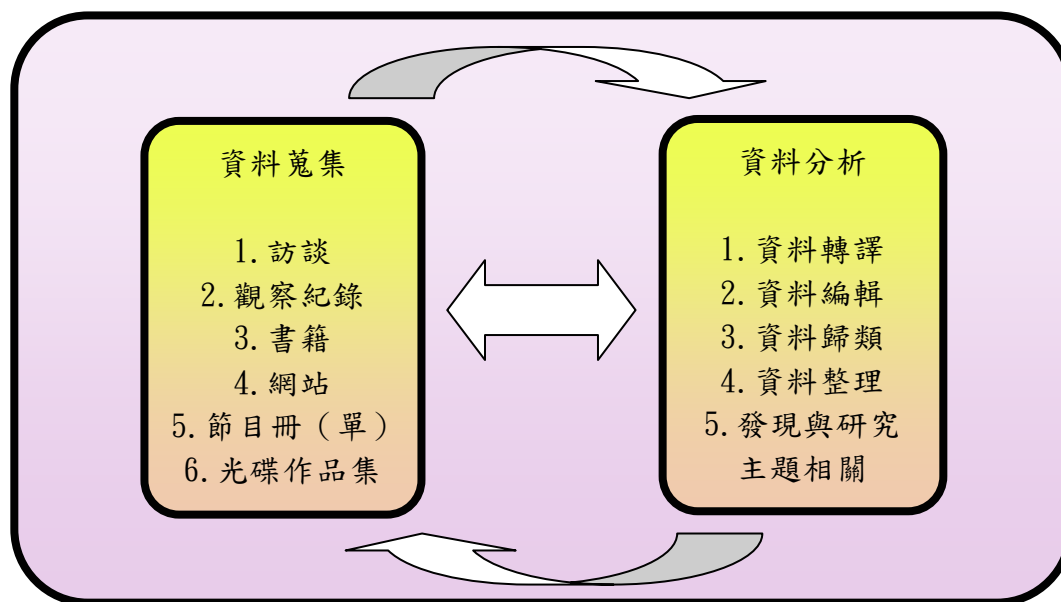 資料蒐集
1.訪談
2.觀察紀錄
3.書籍
4.網站
5.節目冊（單）
6.光碟作品集
資料分析
1.資料轉譯
2.資料編輯
3.資料歸類
4.資料整理
5.發現與研究
主題相關